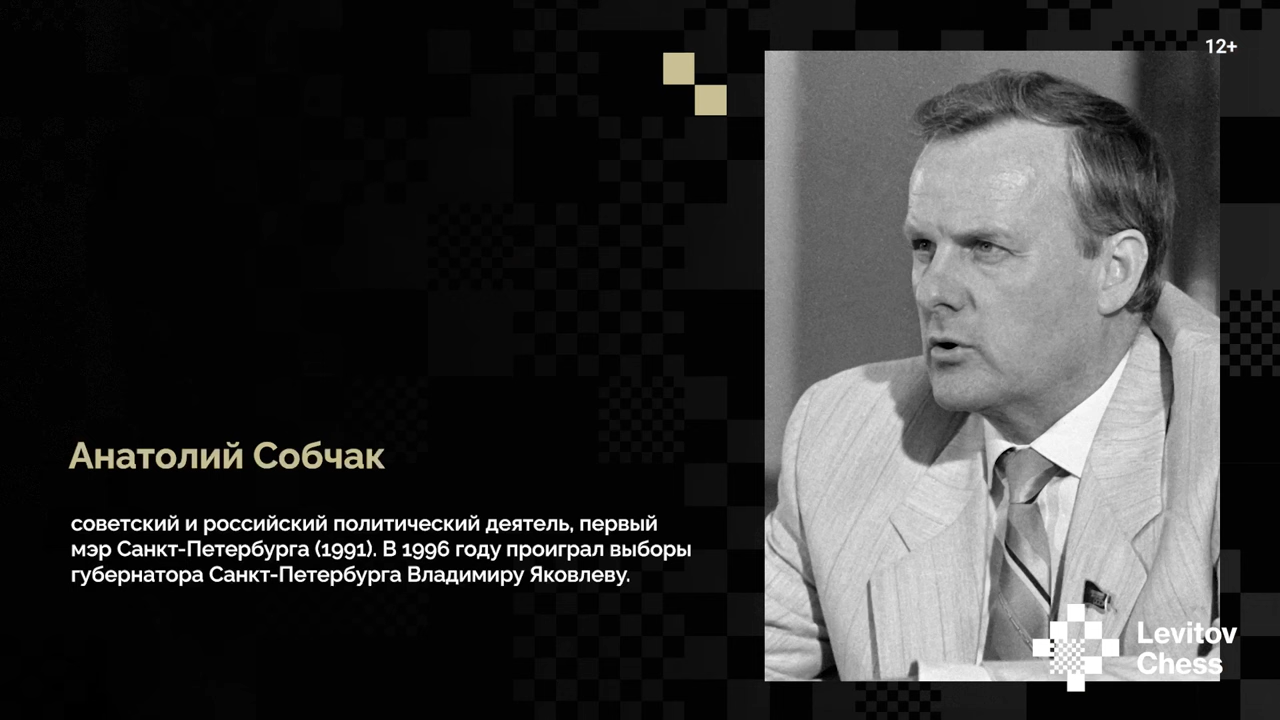 12+
Анатолий Собчак
советский и российский политический деятель, первый
мэр Санкт-Петербурга (1991). В 1996 году проиграл выборы
губернатора Санкт-Петербурга Владимиру Яковлеву.
Levitov
Chess